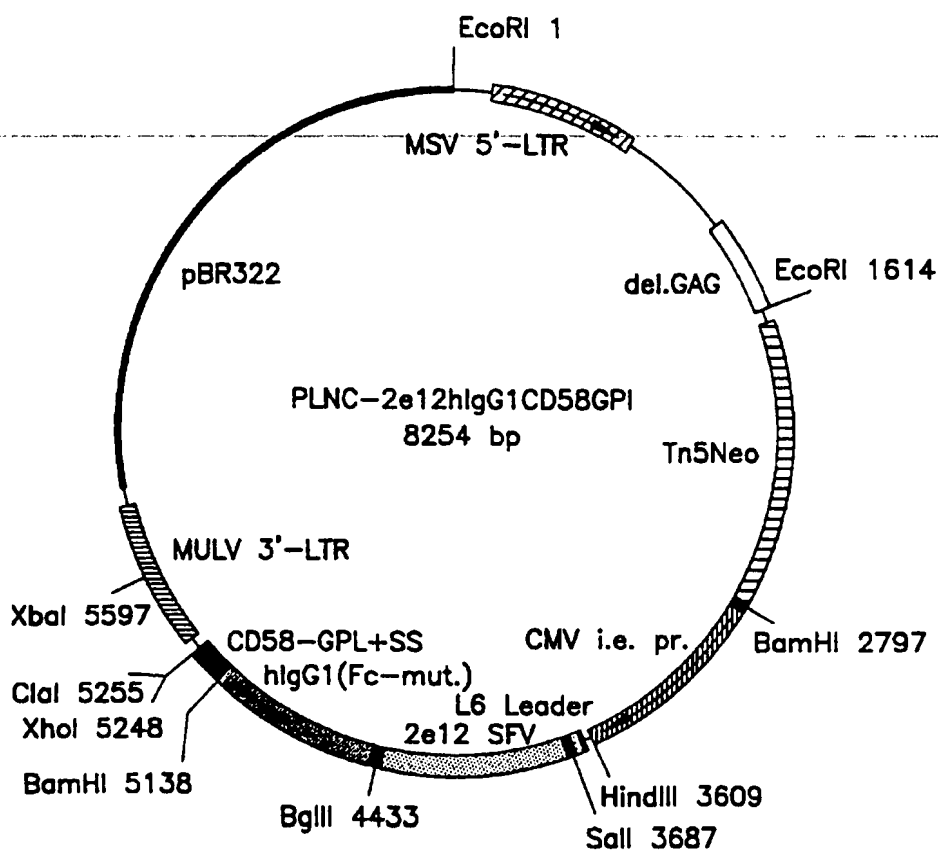 EcoRI 1
MSV 5'-LTR
pBR322
del.GAG
EcoRI 1614
PLNC-2e12hIgG1CD58GPI
8254 bp
Tn5Neo
MULV 3'-LTR
XbaI 5597
CD58-GPL+SS
CMV i.e. pr.
BamHI 2797
hIgG1(Fc-mut.)
ClaI 5255
L6 Leader
XhoI 5248
2e12 SFV
BamHI 5138
HindIII 3609
BglII 4433
SalI 3687